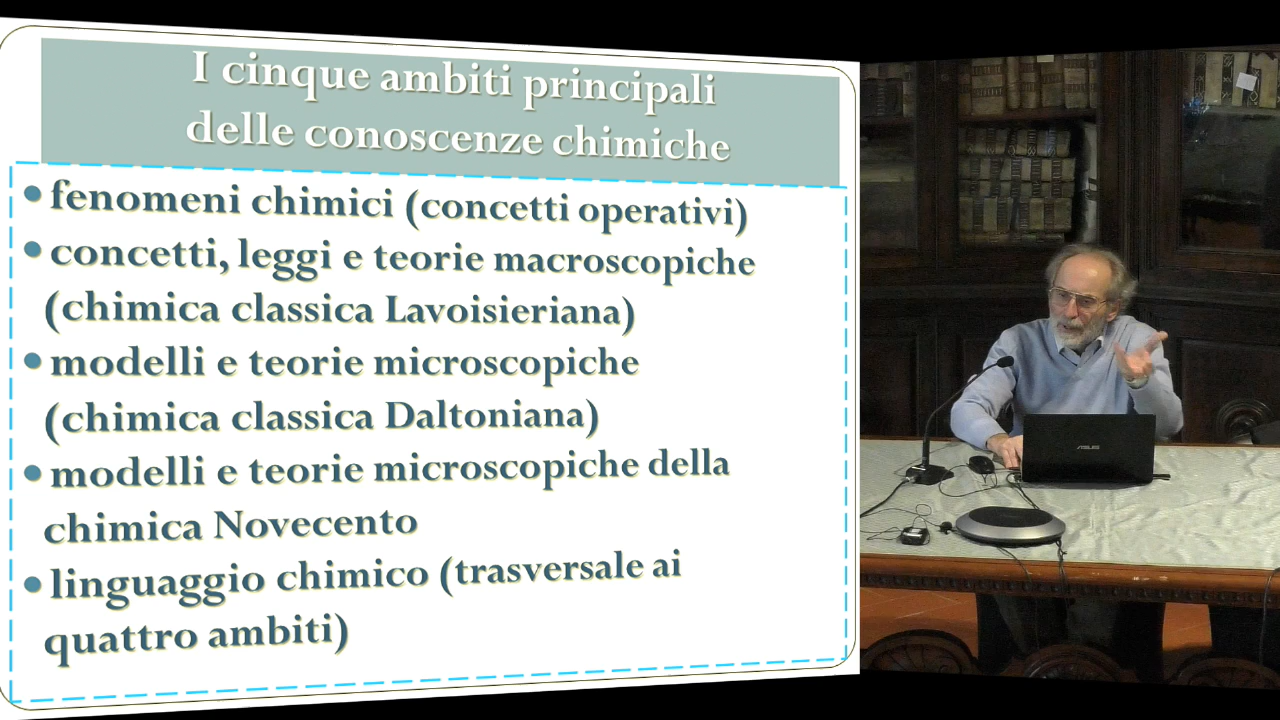 I cinque ambiti principali
delle conoscenze chimiche
• fenomeni chimici (concetti operativi)
• concetti, leggi e teorie macroscopiche
(chimica classica Lavoisieriana)
• modelli e teorie microscopiche
(chimica classica Daltoniana)
• modelli e teorie microscopiche della
chimica Novecento
• linguaggio chimico (trasversale ai
quattro ambiti)
ASUS